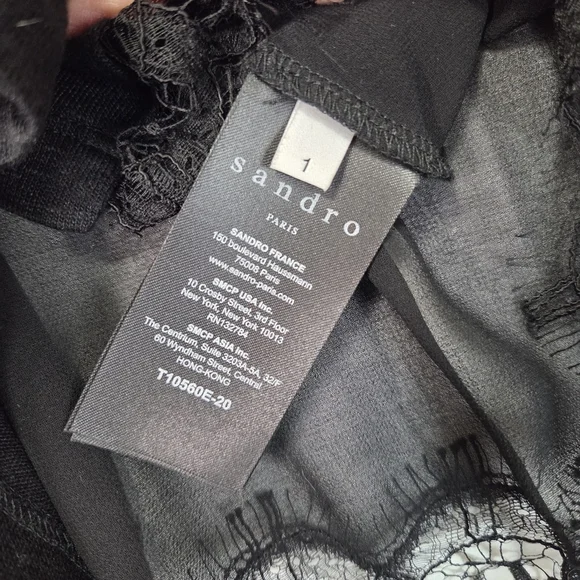 1
sandro
PARIS
SANDRO FRANCE
150 boulevard Haussmann
75008 Paris
www.sandro-paris.com
SMCP USA Inc.
10 Crosby Street, 3rd Floor
New York, New York 10013
RN132784
SMCP ASIA Inc.
The Centrium, Suite 3203A-5A, 32/F
60 Wyndham Street, Central
HONG-KONG
T10560E-20